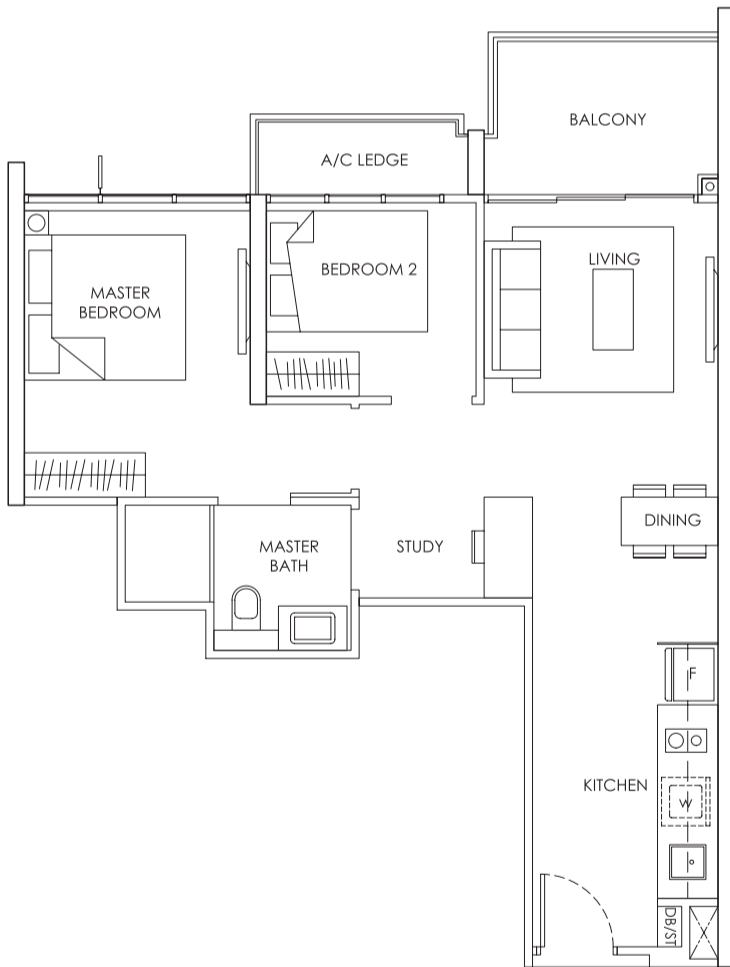 BALCONY
A/C LEDGE
LIVING
BEDROOM 2
MASTER
BEDROOM
DINING
MASTER
BATH
STUDY
F
KITCHEN
W
DB/ST